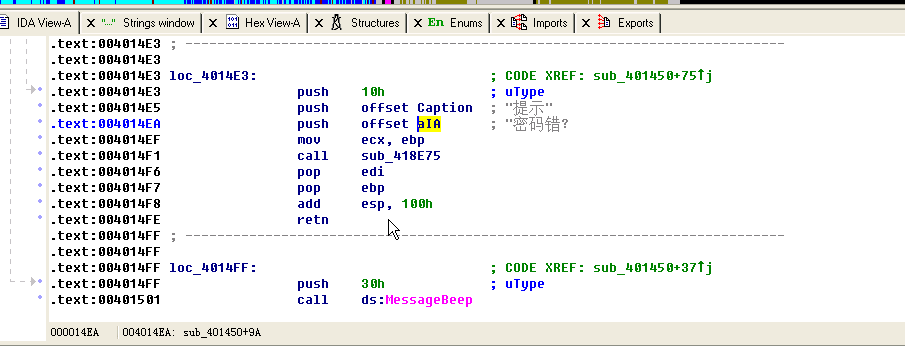 IDA View-A X "..." Strings window X Hex View-A X Structures X En Enums X Imports X Exports
.text:004014E3 ; ---------------------------------------------------------------------------
.text:004014E3
.text:004014E3 loc_4014E3: ; CODE XREF: sub_401450+75↑j
.text:004014E3 push 10h ; uType
.text:004014E5 push offset Caption ; "提示"
.text:004014EA push offset aIA ; "密码错?
.text:004014EF mov ecx, ebp
.text:004014F1 call sub_418E75
.text:004014F6 pop edi
.text:004014F7 pop ebp
.text:004014F8 add esp, 100h
.text:004014FE retn
.text:004014FF ; ---------------------------------------------------------------------------
.text:004014FF
.text:004014FF loc_4014FF: ; CODE XREF: sub_401450+37↑j
.text:004014FF push 30h ; uType
.text:00401501 call ds:MessageBeep
000014EA 004014EA: sub_401450+9A